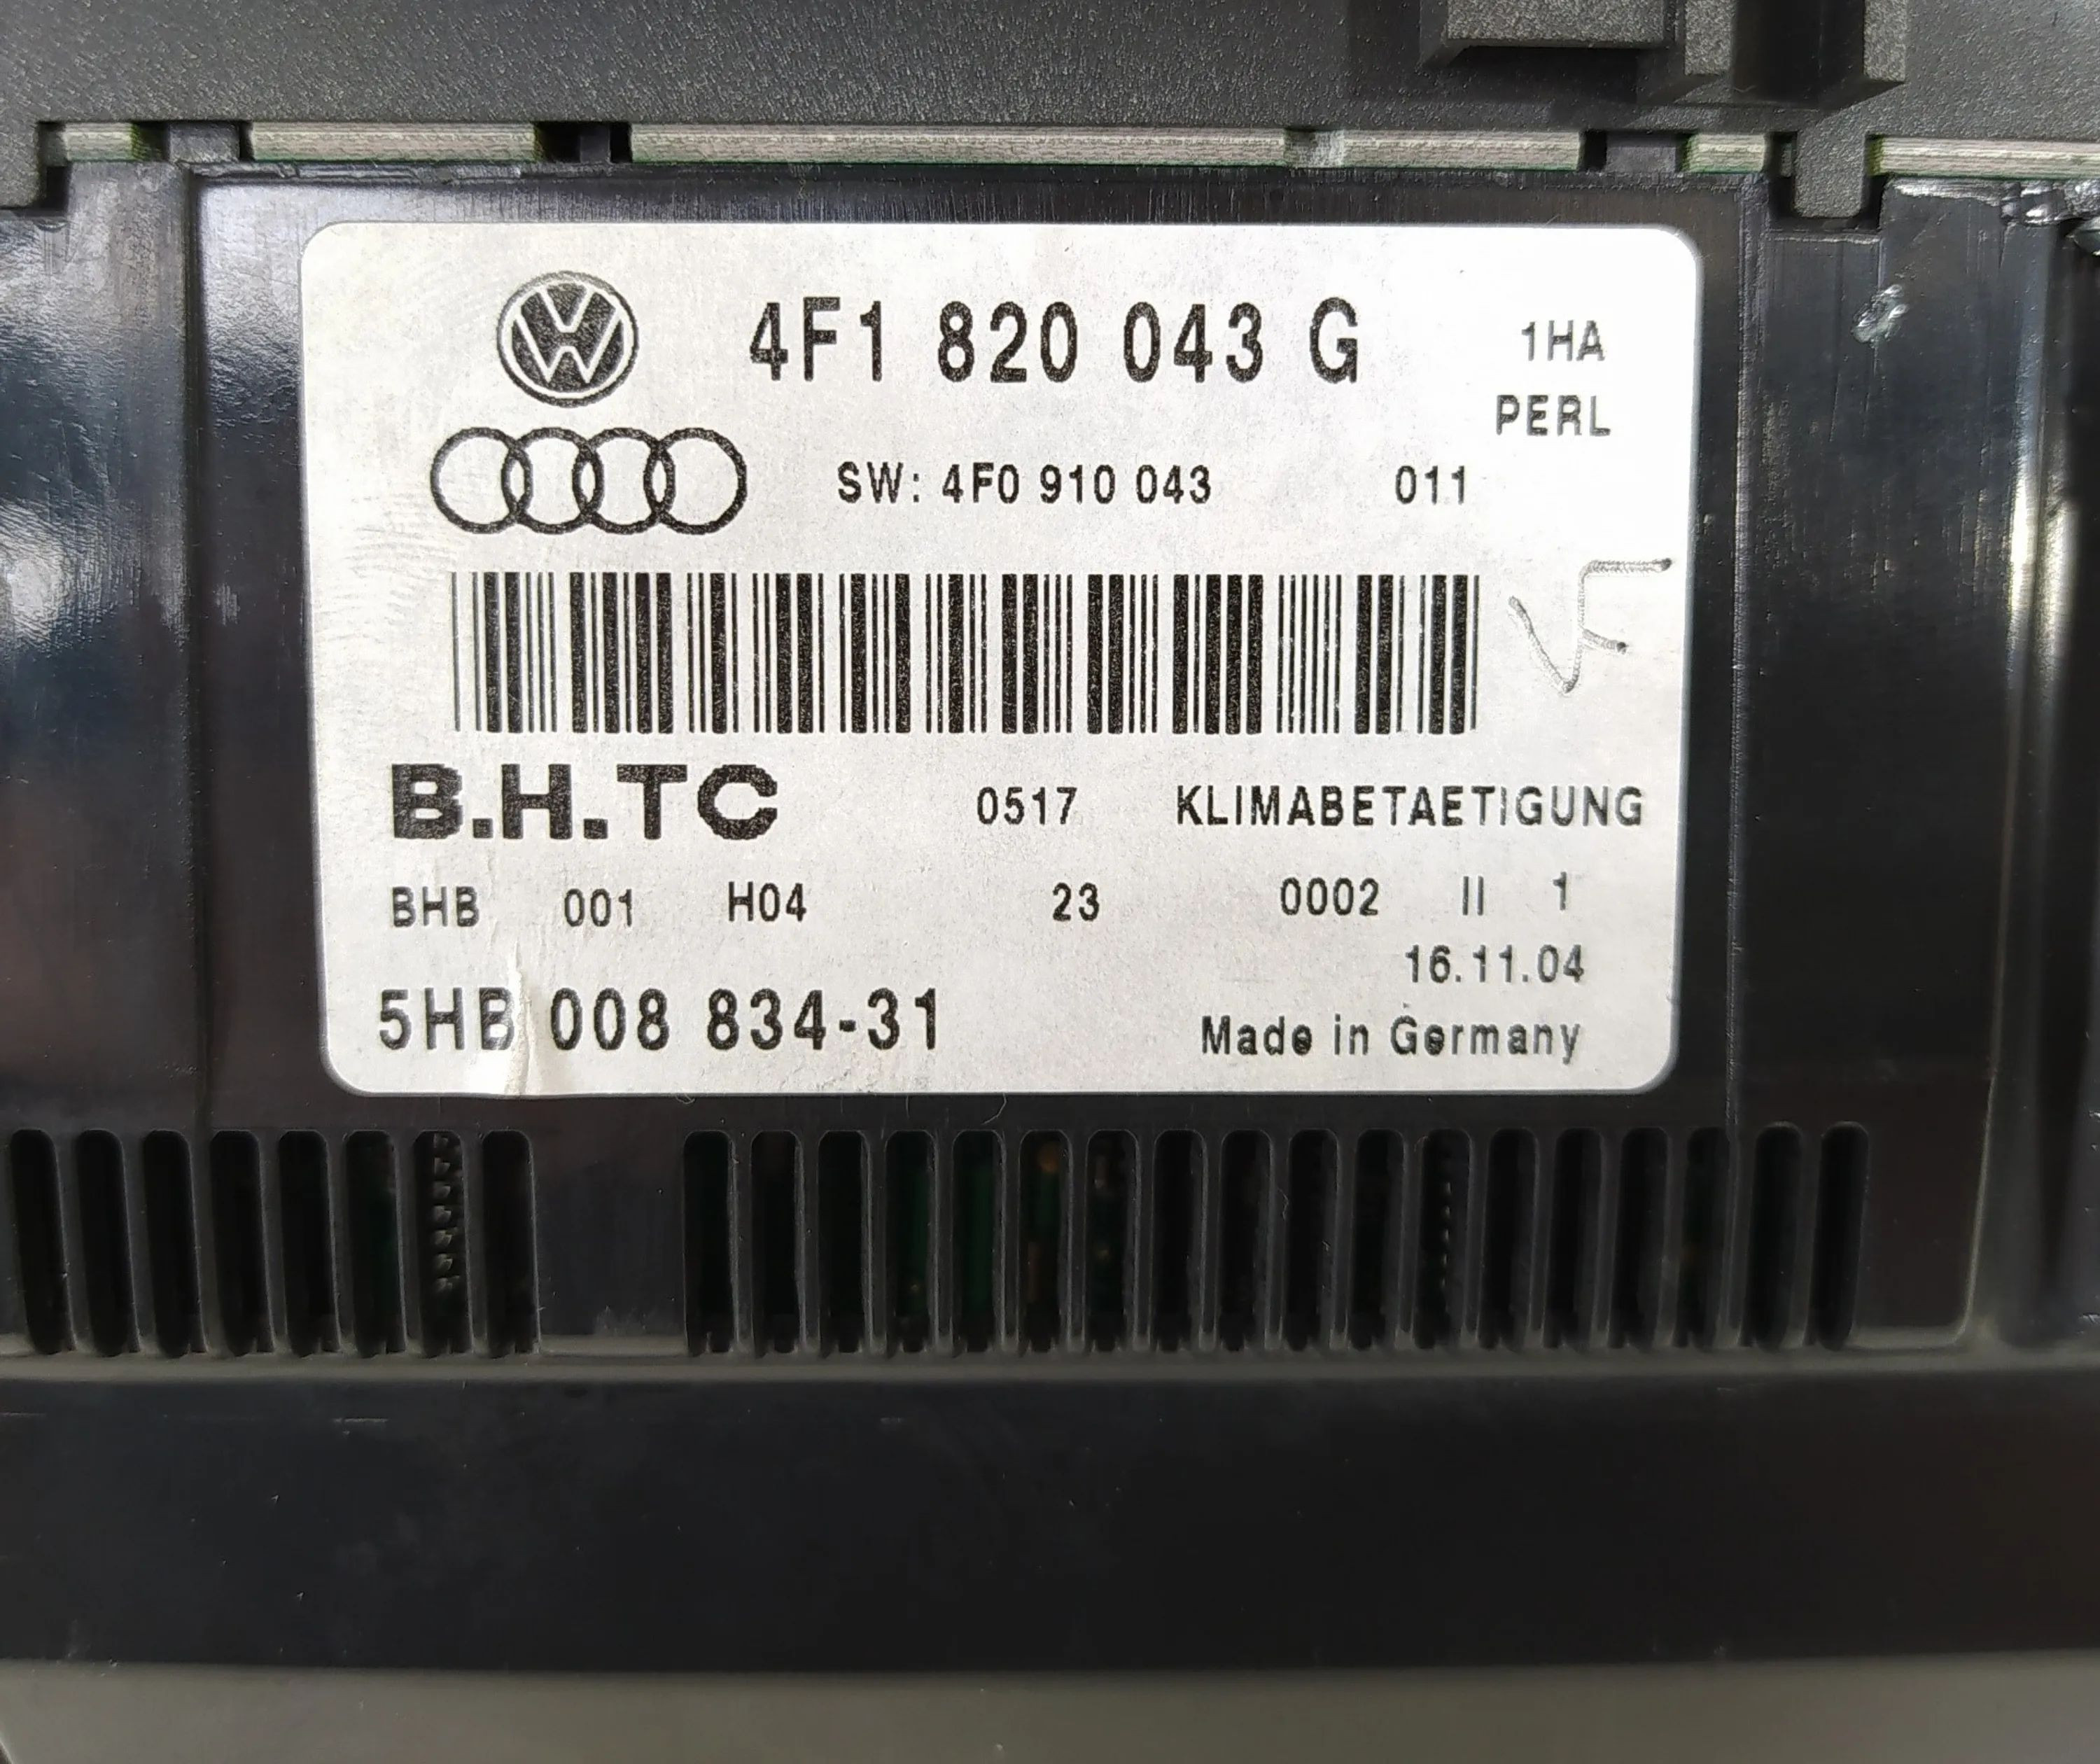 4F1 820 043 G 1HA
PERL
SW: 4F0 910 043 011
VF
B.H.TC 0517 KLIMABETAETIGUNG
BHB 001 H04 23 0002 II 1
16.11.04
5HB 008 834-31 Made in Germany